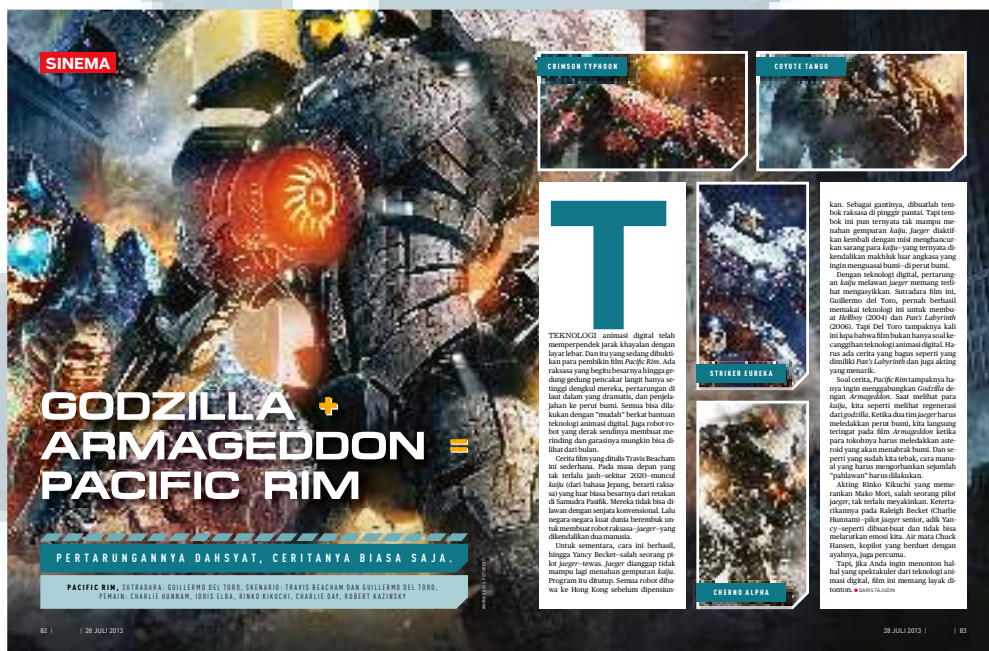 SINEMA
GODZILLA +
ARMAGEDDON =
PACIFIC RIM
PERTARUNGANNYA DAHSYAT, CERITANYA BIASA SAJA.
PACIFIC RIM, SUTRADARA: GUILLERMO DEL TORO, SKENARIO: TRAVIS BEACHAM DAN GUILLERMO DEL TORO,
PEMAIN: CHARLIE HUNNAM, IDRIS ELBA, RINKO KIKUCHI, CHARLIE DAY, ROBERT KAZINSKY
82 | | 28 JULI 2013
CRIMSON TYPHOON
COYOTE TANGO
T
TEKNOLOGI animasi digital telah
memperpendek jarak khayalan dengan
layar lebar. Dan itu yang sedang dibukti-
kan para pembikin film Pacific Rim. Ada
raksasa yang begitu besarnya hingga ge-
dung-gedung pencakar langit hanya se-
tinggi dengkul mereka, pertarungan di
laut dalam yang dramatis, dan penjela-
jahan ke perut bumi. Semua bisa dila-
kukan dengan "mudah" berkat bantuan
teknologi animasi digital. Juga robot-ro-
bot yang derak sendinya membuat me-
rinding dan garasinya mungkin bisa di-
lihat dari bulan.
Cerita film yang ditulis Travis Beacham
ini sederhana. Pada masa depan yang
tak terlalu jauh–sekitar 2020–muncul
kaiju (dari bahasa Jepang, berarti raksa-
sa) yang luar biasa besarnya dari retakan
di Samudra Pasifik. Mereka tidak bisa di-
lawan dengan senjata konvensional. Lalu
negara-negara kuat dunia berembuk un-
tuk membuat robot raksasa–jaeger–yang
dikendalikan dua manusia.
Untuk sementara, cara ini berhasil,
hingga Yancy Becket–salah seorang pi-
lot jaeger–tewas. Jaeger dianggap tidak
mampu lagi menahan gempuran kaiju.
Program itu ditutup. Semua robot diba-
wa ke Hong Kong sebelum dipensiun-
STRIKER EUREKA
CHERNO ALPHA
kan. Sebagai gantinya, dibuatlah tem-
bok raksasa di pinggir pantai. Tapi tem-
bok ini pun ternyata tak mampu me-
nahan gempuran kaiju. Jaeger diaktif-
kan kembali dengan misi menghancur-
kan sarang para kaiju–yang ternyata di-
kendalikan makhluk luar angkasa yang
ingin menguasai bumi–di perut bumi.
Dengan teknologi digital, pertarung-
an kaiju melawan jaeger memang terli-
hat mengasyikkan. Sutradara film ini,
Guillermo del Toro, pernah berhasil
memakai teknologi ini untuk membu-
at Hellboy (2004) dan Pan's Labyrinth
(2006). Tapi Del Toro tampaknya kali
ini lupa bahwa film bukan hanya soal ke-
canggihan teknologi animasi digital. Ha-
rus ada cerita yang bagus seperti yang
dimiliki Pan's Labyrinth dan juga akting
yang menarik.
Soal cerita, Pacific Rim tampaknya ha-
nya ingin menggabungkan Godzilla de-
ngan Armageddon. Saat melihat para
kaiju, kita seperti melihat regenerasi
dari godzilla. Ketika dua tim jaeger harus
meledakkan perut bumi, kita langsung
teringat pada film Armageddon ketika
para tokohnya harus meledakkan aste-
roid yang akan menabrak bumi. Dan se-
perti yang sudah kita tebak, cara manu-
al yang harus mengorbankan sejumlah
"pahlawan" harus dilakukan.
Akting Rinko Kikuchi yang meme-
rankan Mako Mori, salah seorang pilot
jaeger, tak terlalu meyakinkan. Keterta-
rikannya pada Raleigh Becket (Charlie
Hunnam)–pilot jaeger senior, adik Yan-
cy–seperti dibuat-buat dan tidak bisa
melarutkan emosi kita. Air mata Chuck
Hansen, kopilot yang berduet dengan
ayahnya, juga percuma.
Tapi, jika Anda ingin menonton hal-
hal yang spektakuler dari teknologi ani-
masi digital, film ini memang layak di-
tonton. ● QARIS TAJUDIN
28 JULI 2013 | | 83